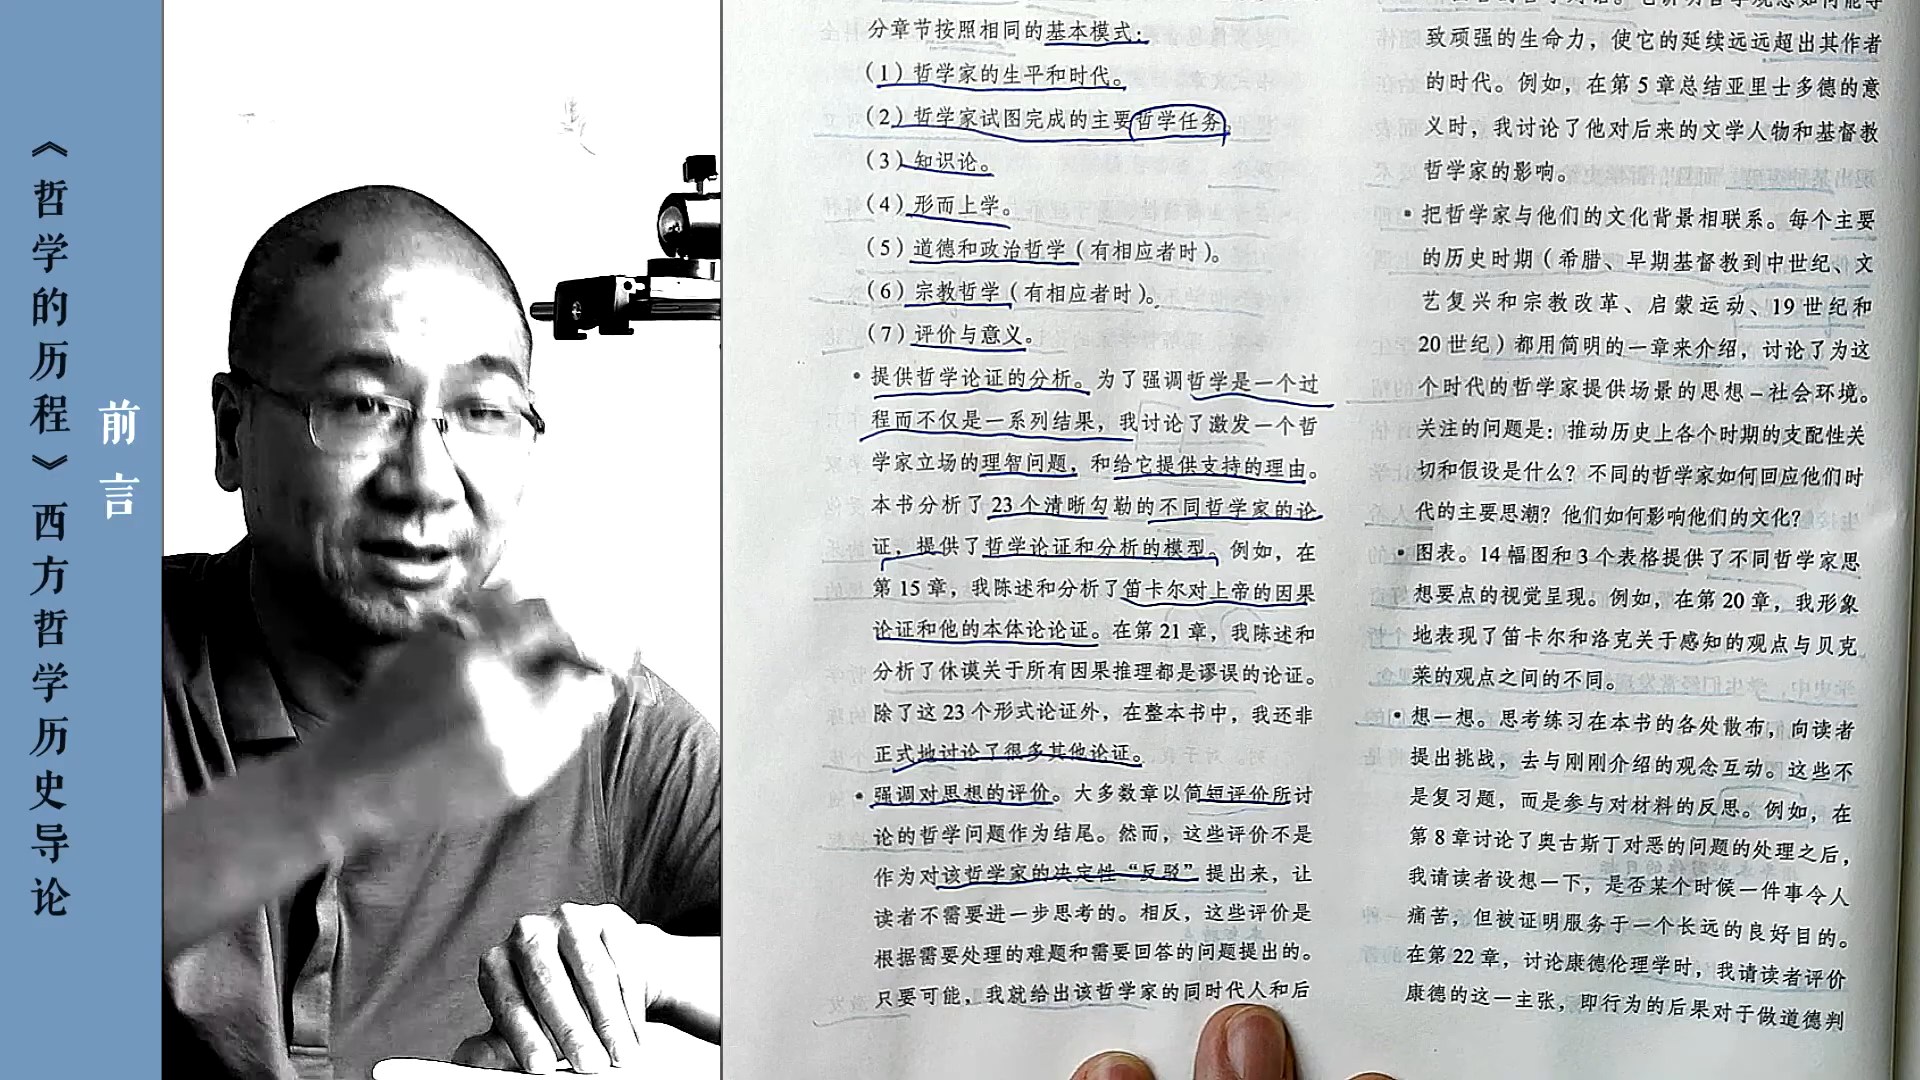 《哲学的历程》西方哲学历史导论
前言
分章节按照相同的基本模式：
（1）哲学家的生平和时代。
（2）哲学家试图完成的主要哲学任务。
（3）知识论。
（4）形而上学。
（5）道德和政治哲学（有相应者时）。
（6）宗教哲学（有相应者时）。
（7）评价与意义。
• 提供哲学论证的分析。为了强调哲学是一个过
程而不仅是一系列结果，我讨论了激发一个哲
学家立场的理智问题，和给它提供支持的理由。
本书分析了23个清晰勾勒的不同哲学家的论
证，提供了哲学论证和分析的模型。例如，在
第15章，我陈述和分析了笛卡尔对上帝的因果
论证和他的本体论论证。在第21章，我陈述和
分析了休谟关于所有因果推理都是谬误的论证。
除了这23个形式论证外，在整本书中，我还非
正式地讨论了很多其他论证。
• 强调对思想的评价。大多数章以简短评价所讨
论的哲学问题作为结尾。然而，这些评价不是
作为对该哲学家的决定性“反驳”提出来，让
读者不需要进一步思考的。相反，这些评价是
根据需要处理的难题和需要回答的问题提出的。
只要可能，我就给出该哲学家的同时代人和后
致顽强的生命力，使它的延续远远超出其作者
的时代。例如，在第5章总结亚里士多德的意
义时，我讨论了他对后来的文学人物和基督教
哲学家的影响。
• 把哲学家与他们的文化背景相联系。每个主要
的历史时期（希腊、早期基督教到中世纪、文
艺复兴和宗教改革、启蒙运动、19世纪和
20世纪）都用简明的一章来介绍，讨论了为这
个时代的哲学家提供场景的思想–社会环境。
关注的问题是：推动历史上各个时期的支配性关
切和假设是什么？不同的哲学家如何回应他们时
代的主要思潮？他们如何影响他们的文化？
• 图表。14幅图和3个表格提供了不同哲学家思
想要点的视觉呈现。例如，在第20章，我形象
地表现了笛卡尔和洛克关于感知的观点与贝克
莱的观点之间的不同。
• 想一想。思考练习在本书的各处散布，向读者
提出挑战，去与刚刚介绍的观念互动。这些不
是复习题，而是参与对材料的反思。例如，在
第8章讨论了奥古斯丁对恶的问题的处理之后，
我请读者设想一下，是否某个时候一件事令人
痛苦，但被证明服务于一个长远的良好目的。
在第22章，讨论康德伦理学时，我请读者评价
康德的这一主张，即行为的后果对于做道德判